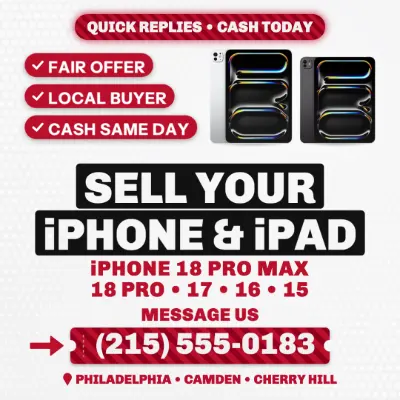 QUICK REPLIES • CASH TODAY
FAIR OFFER
LOCAL BUYER
CASH SAME DAY
SELL YOUR
iPHONE & iPAD
iPHONE 18 PRO MAX
18 PRO • 17 • 16 • 15
MESSAGE US
(215) 555-0183
PHILADELPHIA • CAMDEN • CHERRY HILL